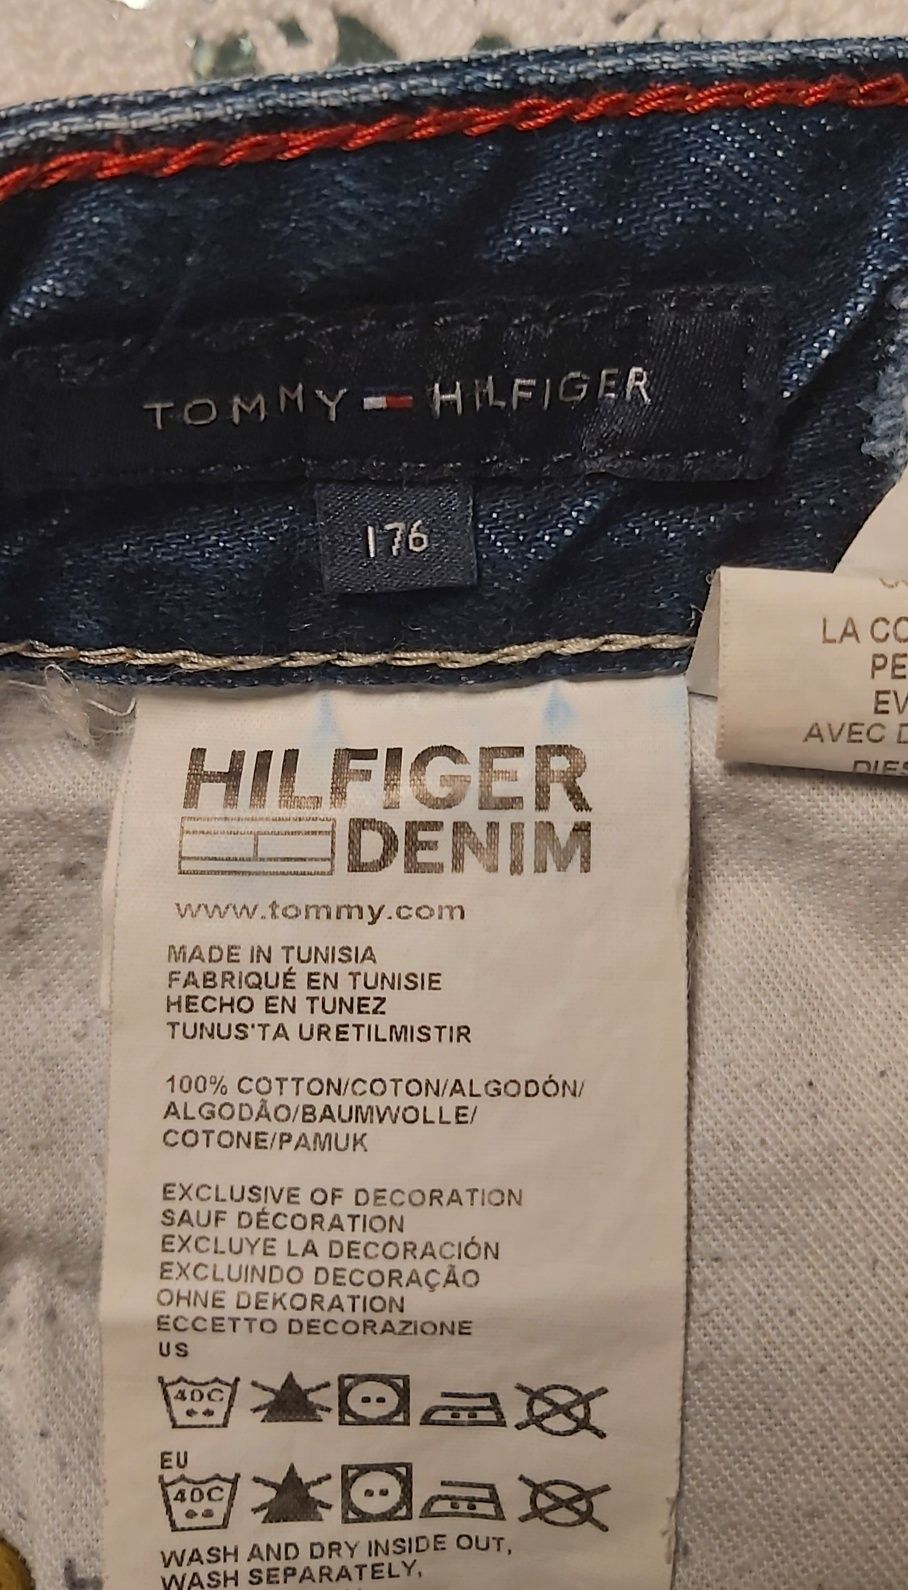 TOMMY HILFIGER
176
LA CO
PE
EV
AVEC D
DIES
HILFIGER
DENIM
www.tommy.com
MADE IN TUNISIA
FABRIQUÉ EN TUNISIE
HECHO EN TUNEZ
TUNUS'TA URETILMISTIR
100% COTTON/COTON/ALGODÓN/
ALGODÃO/BAUMWOLLE/
COTONE/PAMUK
EXCLUSIVE OF DECORATION
SAUF DÉCORATION
EXCLUYE LA DECORACIÓN
EXCLUINDO DECORAÇÃO
OHNE DEKORATION
ECCETTO DECORAZIONE
US
40C
EU
40C
WASH AND DRY INSIDE OUT,
WASH SEPARATELY,